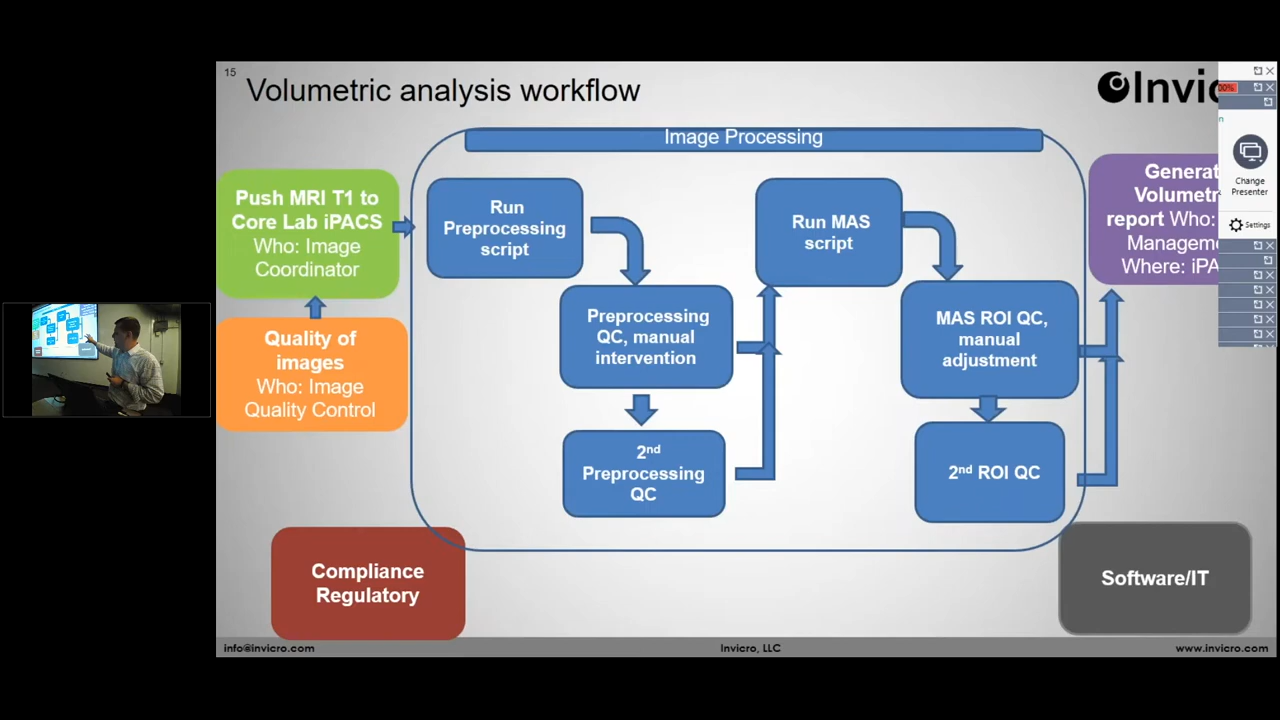 15
Volumetric analysis workflow
Invic
00%
n
Change
Presenter
Settings
Image Processing
Push MRI T1 to
Core Lab iPACS
Who: Image
Coordinator
Quality of
images
Who: Image
Quality Control
Run
Preprocessing
script
Preprocessing
QC, manual
intervention
2nd
Preprocessing
QC
Run MAS
script
MAS ROI QC,
manual
adjustment
2nd ROI QC
Generat
Volumetr
report Who:
Manageme
Where: iPA
Compliance
Regulatory
Software/IT
info@invicro.com
Invicro, LLC
www.invicro.com